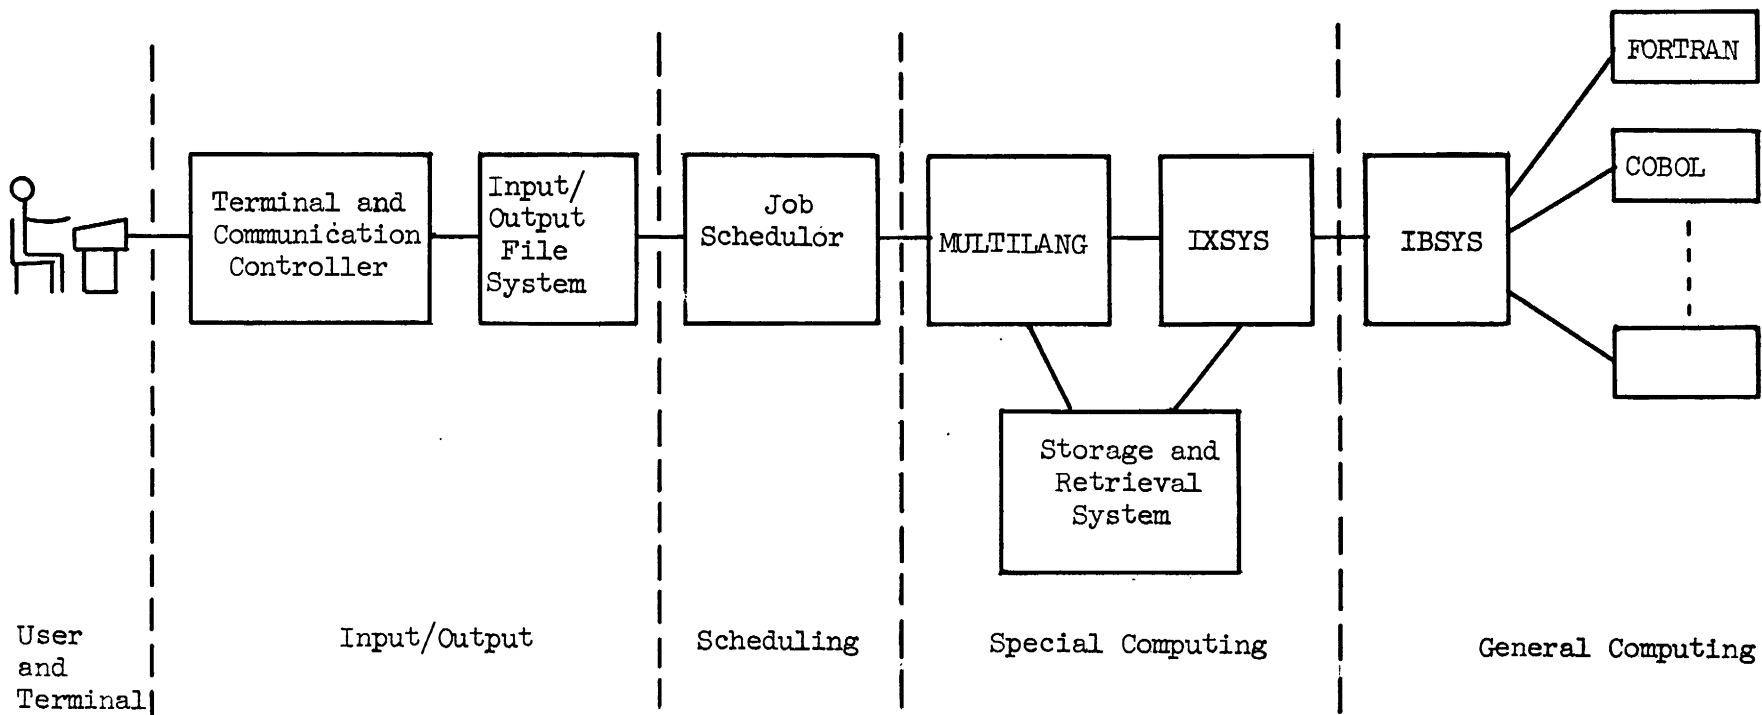 FORTRAN
COBOL
Terminal and
Communication
Controller
Input/
Output
File
System
Job
Schedulor
MULTILANG
IXSYS
IBSYS
Storage and
Retrieval
System
User
and
Terminal
Input/Output
Scheduling
Special Computing
General Computing